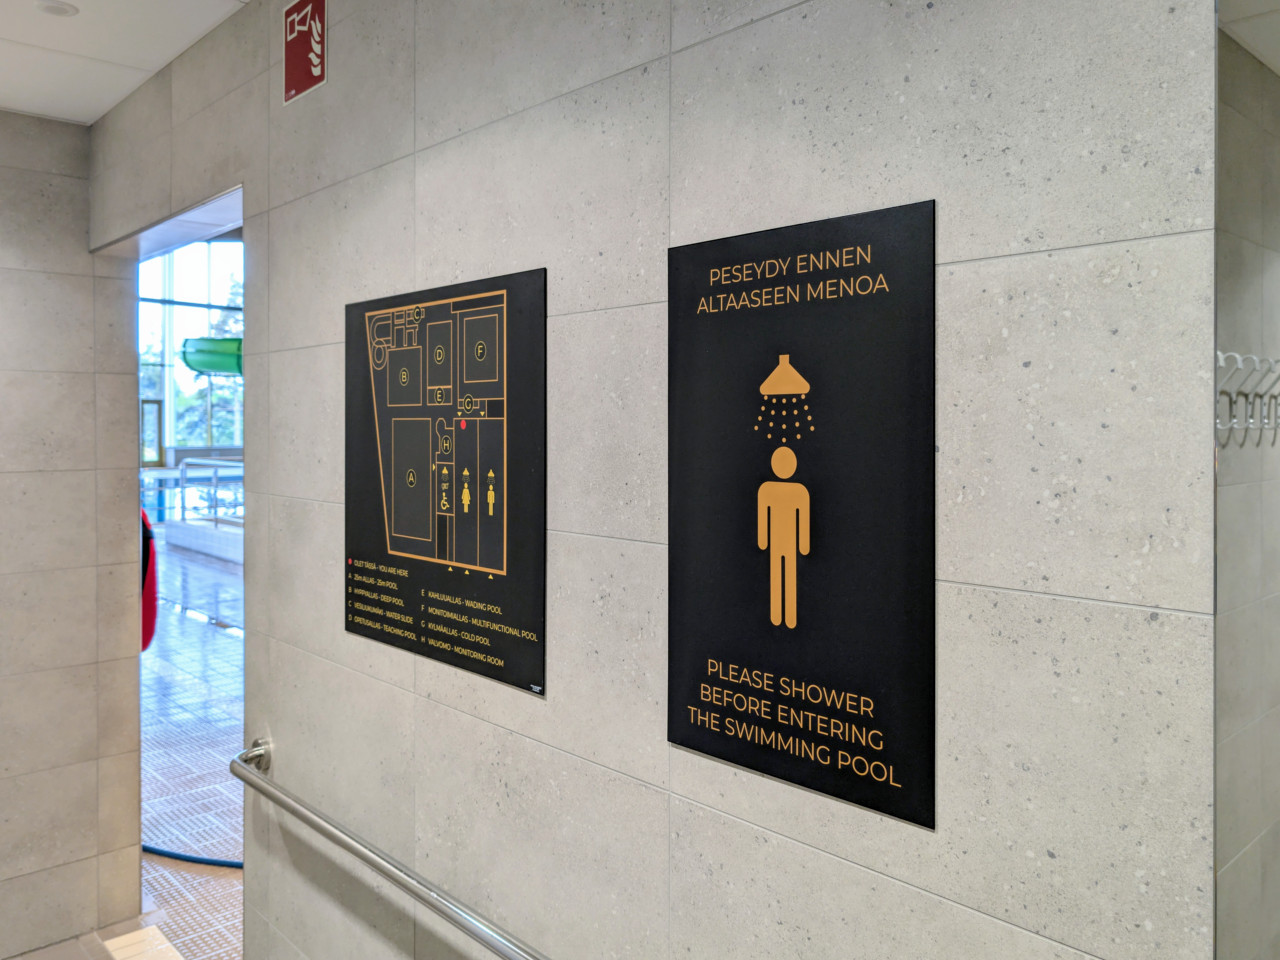 C
D
F
B
E
G
H
A
OLET TÄSSÄ - YOU ARE HERE
A 25m ALLAS - 25m POOL
B HYPPYALLAS - DEEP POOL
C VESILIUKUMÄKI - WATER SLIDE
D OPETUSALLAS - TEACHING POOL
E KAHLUUALLAS - WADING POOL
F MONITOIMIALLAS - MULTIFUNCTIONAL POOL
G KYLMÄALLAS - COLD POOL
H VALVOMO - MONITORING ROOM
PESEYDY ENNEN
ALTAASEEN MENOA
PLEASE SHOWER
BEFORE ENTERING
THE SWIMMING POOL